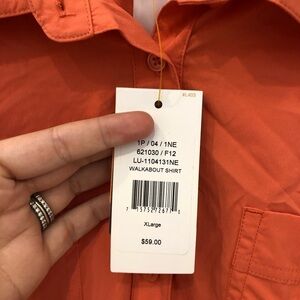 1P / 04 / 1NE
621030 / F12
LU-1104131NE
WALKABOUT SHIRT
XLarge
$59.00